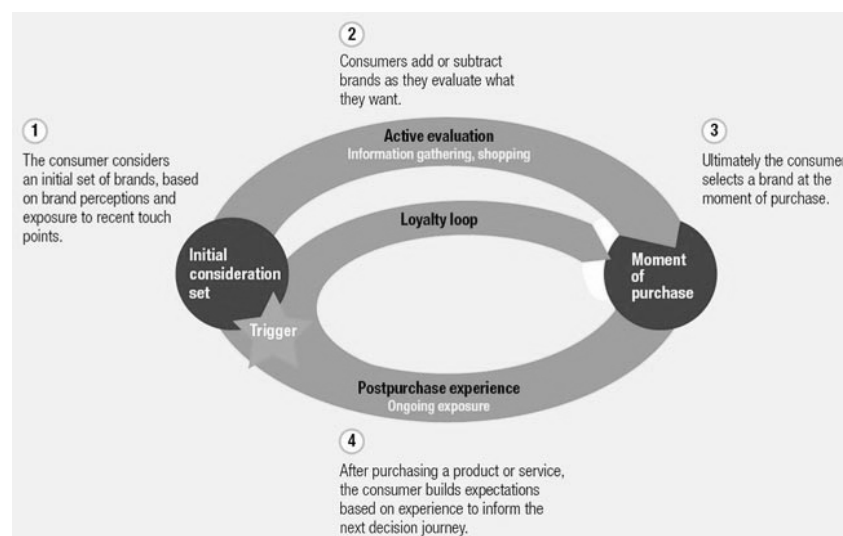 1
The consumer considers
an initial set of brands, based
on brand perceptions and
exposure to recent touch
points.
2
Consumers add or subtract
brands as they evaluate what
they want.
3
Ultimately the consumer
selects a brand at the
moment of purchase.
Active evaluation
Information gathering, shopping
Loyalty loop
Initial
consideration
set
Moment
of
purchase
Trigger
Postpurchase experience
Ongoing exposure
4
After purchasing a product or service,
the consumer builds expectations
based on experience to inform the
next decision journey.